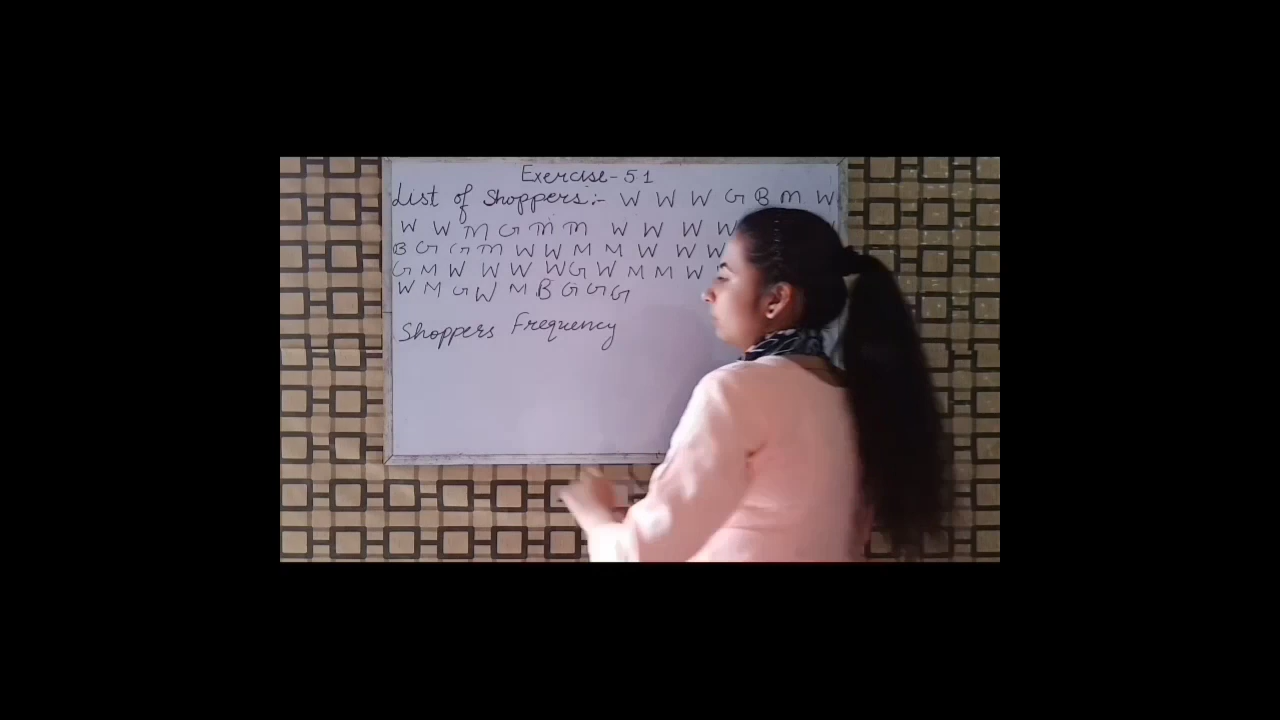 Exercise-51
List of Shoppers:- W W W G B M W
W W M G M M W W W W
B G G M W W M M W W W
G M W W W W G W M M W
W M G W M B G G G
Shoppers Frequency